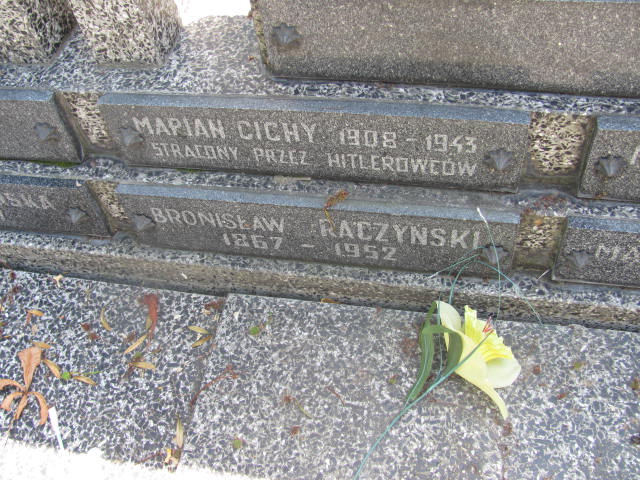 MARIAN CICHY 1908 - 1943
STRACONY PRZEZ HITLEROWCÓW
BRONISŁAW RACZYŃSKI
1867 - 1952